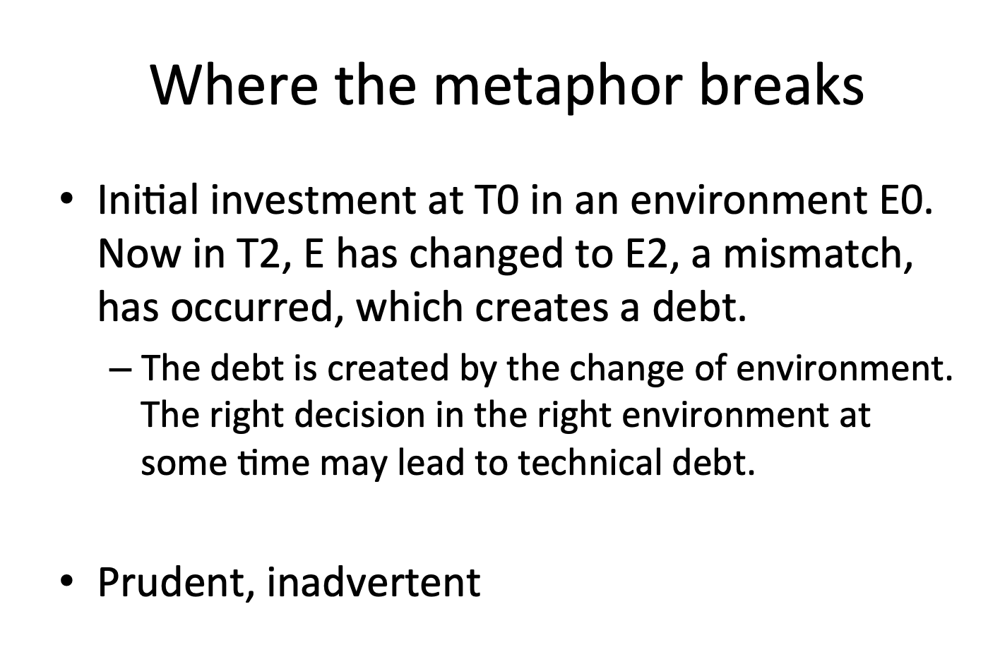 Where the metaphor breaks
• Initial investment at T0 in an environment E0.
Now in T2, E has changed to E2, a mismatch,
has occurred, which creates a debt.
– The debt is created by the change of environment.
The right decision in the right environment at
some time may lead to technical debt.
• Prudent, inadvertent